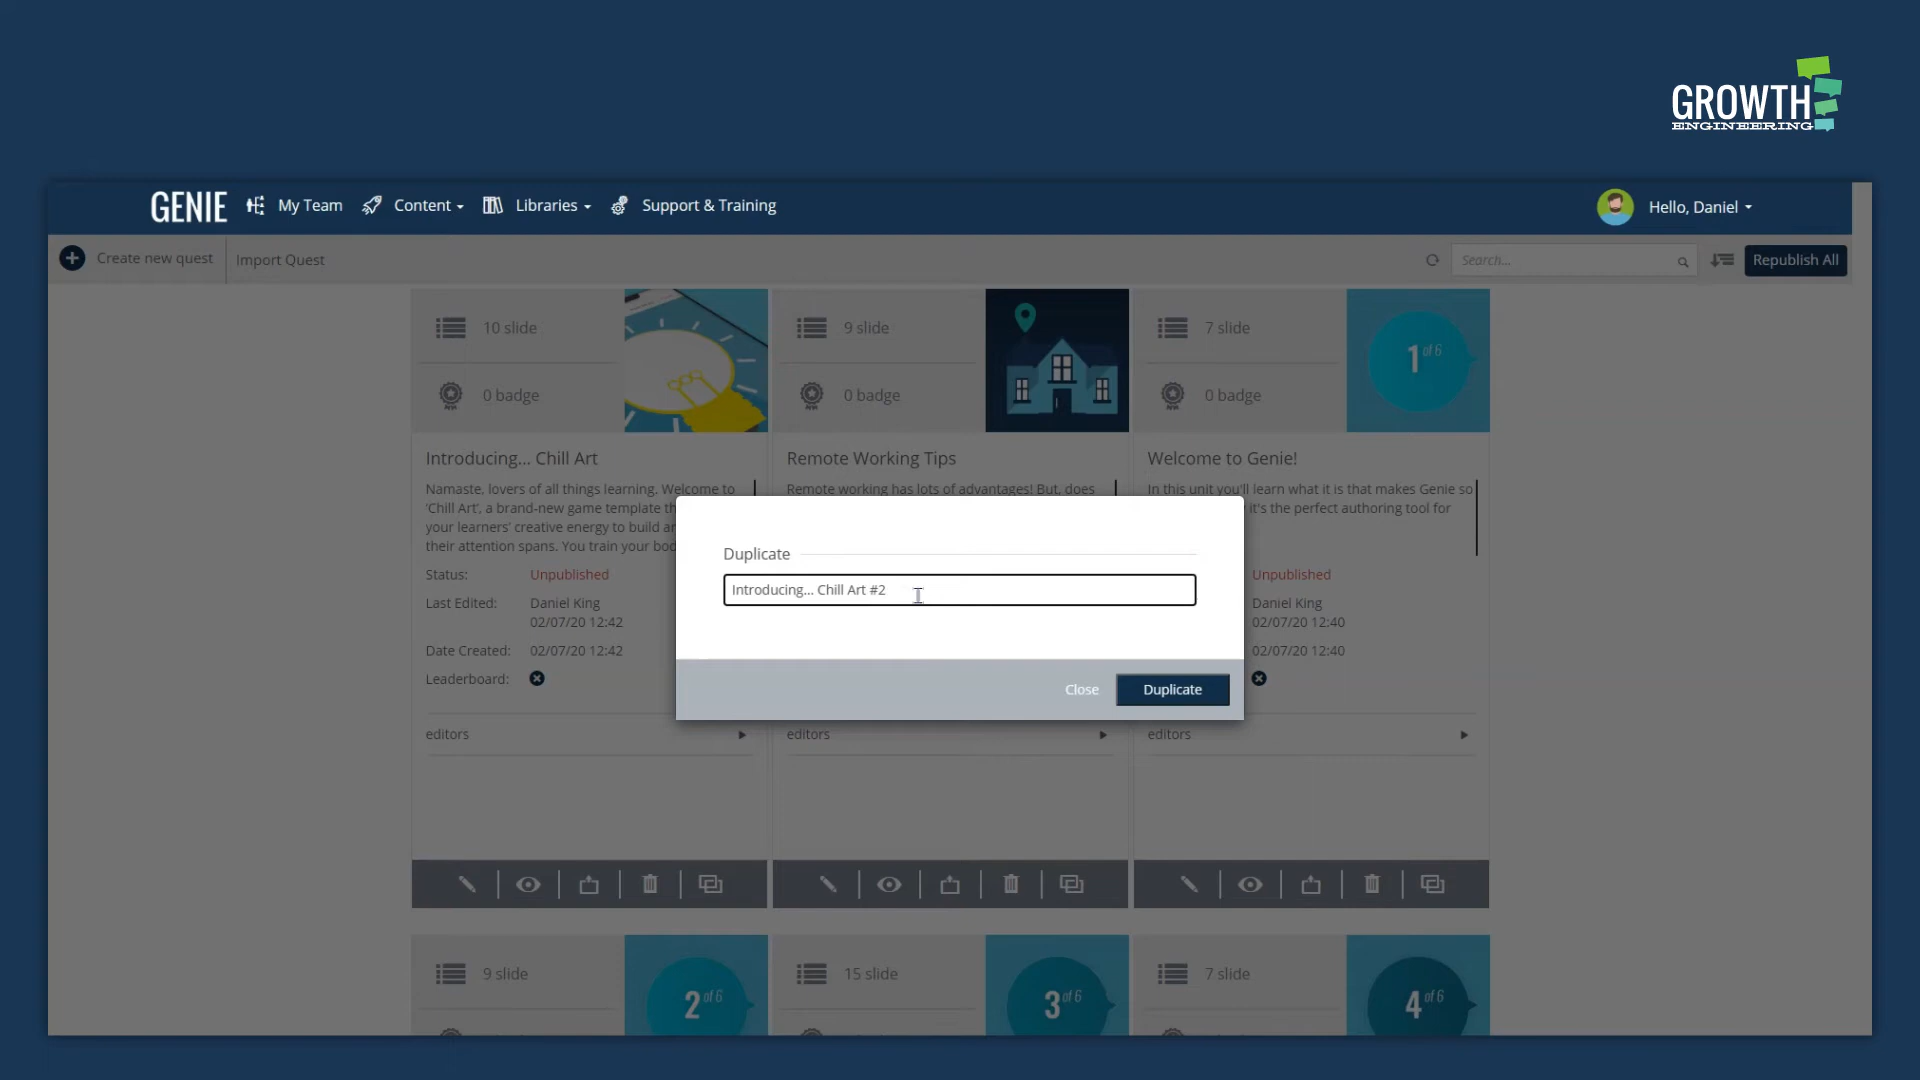 GROWTH
ENGINEERING
GENIE
My Team
Content
Libraries
Support & Training
Hello, Daniel
Create new quest
Import Quest
Search...
Republish All
10 slide
0 badge
9 slide
0 badge
7 slide
0 badge
1 of 6
Introducing... Chill Art
Namaste, lovers of all things learning. Welcome to
'Chill Art', a brand-new game template
your learners' creative energy to build
their attention spans. You train your
Status: Unpublished
Last Edited: Daniel King
02/07/20 12:42
Date Created: 02/07/20 12:42
Leaderboard:
editors
Remote Working Tips
Remote working has lots of advantages! But, does
editors
Welcome to Genie!
In this unit you'll learn what it is that makes Genie so
it's the perfect authoring tool for
Unpublished
Daniel King
02/07/20 12:40
02/07/20 12:40
editors
Duplicate
Introducing... Chill Art #2
Close
Duplicate
9 slide
2 of 6
15 slide
3 of 6
7 slide
4 of 6